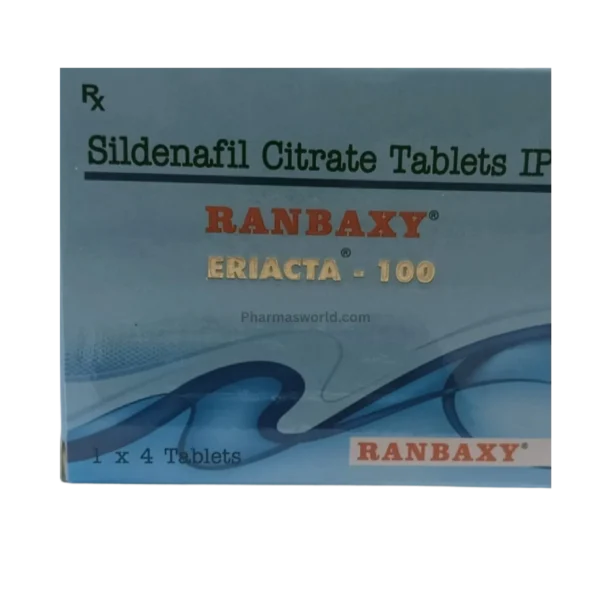 Rx
Sildenafil Citrate Tablets IP
RANBAXY®
ERIACTA® - 100
Pharmasworld.com
1 x 4 Tablets
RANBAXY®